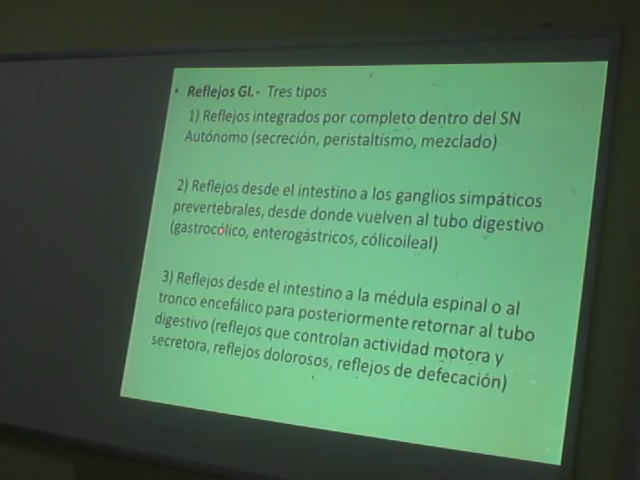 • Reflejos GI.- Tres tipos
1) Reflejos integrados por completo dentro del SN
Autónomo (secreción, peristaltismo, mezclado)
2) Reflejos desde el intestino a los ganglios simpáticos
prevertebrales, desde donde vuelven al tubo digestivo
(gastrocólico, enterogástricos, cólicoileal)
3) Reflejos desde el intestino a la médula espinal o al
tronco encefálico para posteriormente retornar al tubo
digestivo (reflejos que controlan actividad motora y
secretora, reflejos dolorosos, reflejos de defecación)